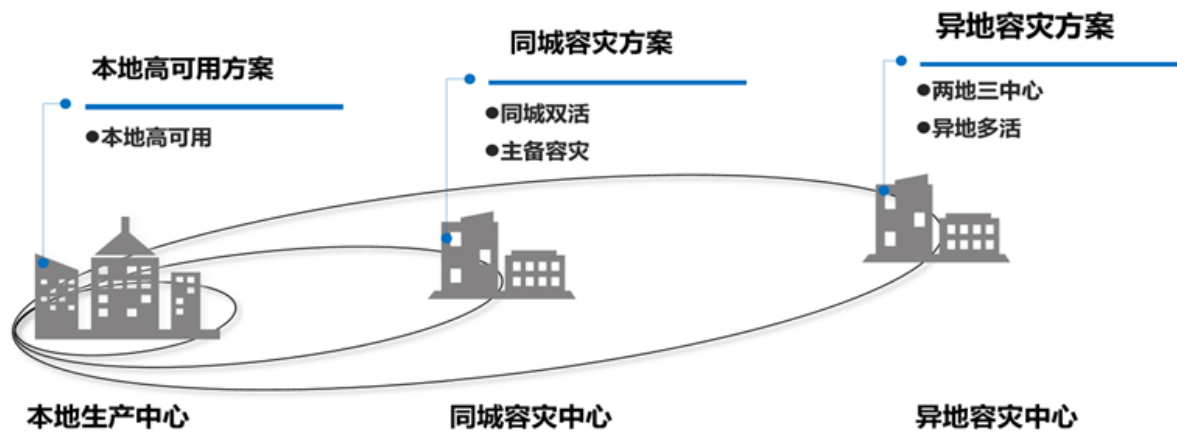 本地高可用方案
●本地高可用
同城容灾方案
●同城双活
●主备容灾
异地容灾方案
●两地三中心
●异地多活
本地生产中心
同城容灾中心
异地容灾中心